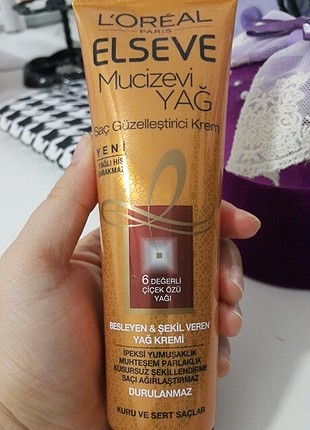 L'ORÉAL
PARIS
ELSEVE
Mucizevi
YAĞ
Saç Güzelleştirici Krem
YENİ
YAĞLI HİS
BIRAKMAZ
6 DEĞERLİ
ÇİÇEK ÖZÜ
YAĞI
BESLEYEN & ŞEKİL VEREN
YAĞ KREMİ
İPEKSİ YUMUSAKLIK
MUHTEŞEM PARLAKLIK
KUSURSUZ ŞEKİLLENDİRME
SAÇI AĞIRLAŞTIRMAZ
DURULANMAZ
KURU VE SERT SAÇLAR